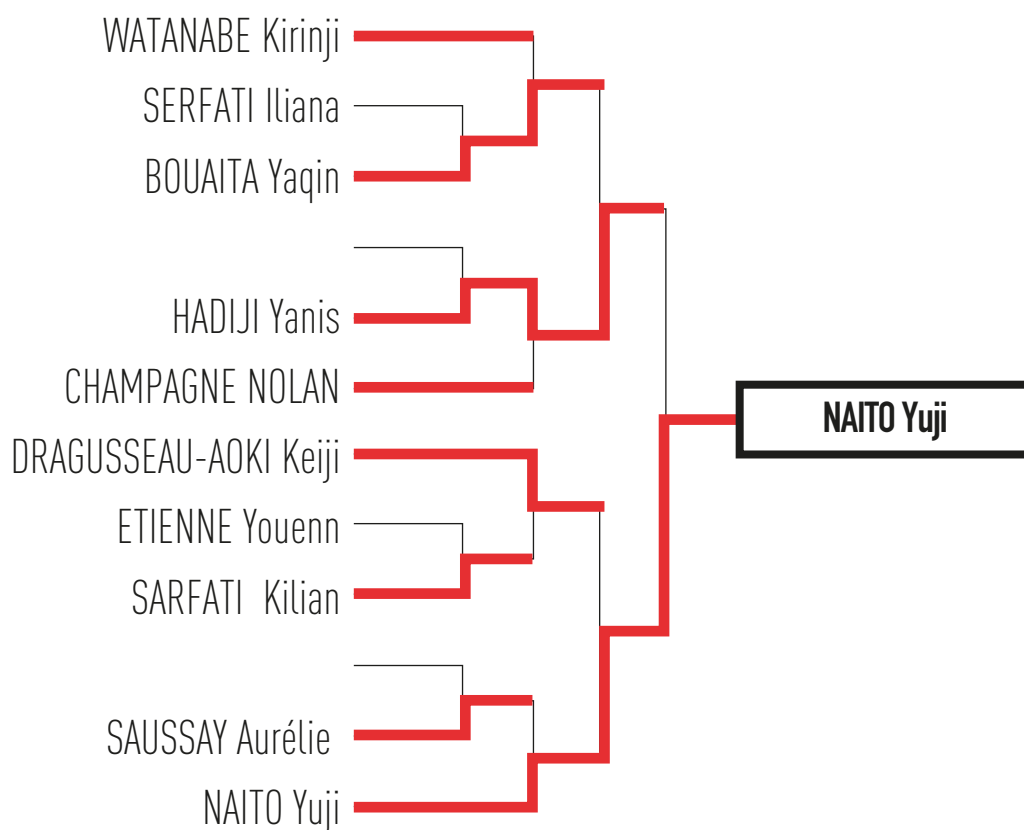 WATANABE Kirinji
SERFATI Iliana
BOUAITA Yaqin
HADIJI Yanis
CHAMPAGNE NOLAN
DRAGUSSEAU-AOKI Keiji
ETIENNE Youenn
SARFATI  Kilian
SAUSSAY Aurélie
NAITO Yuji
NAITO Yuji